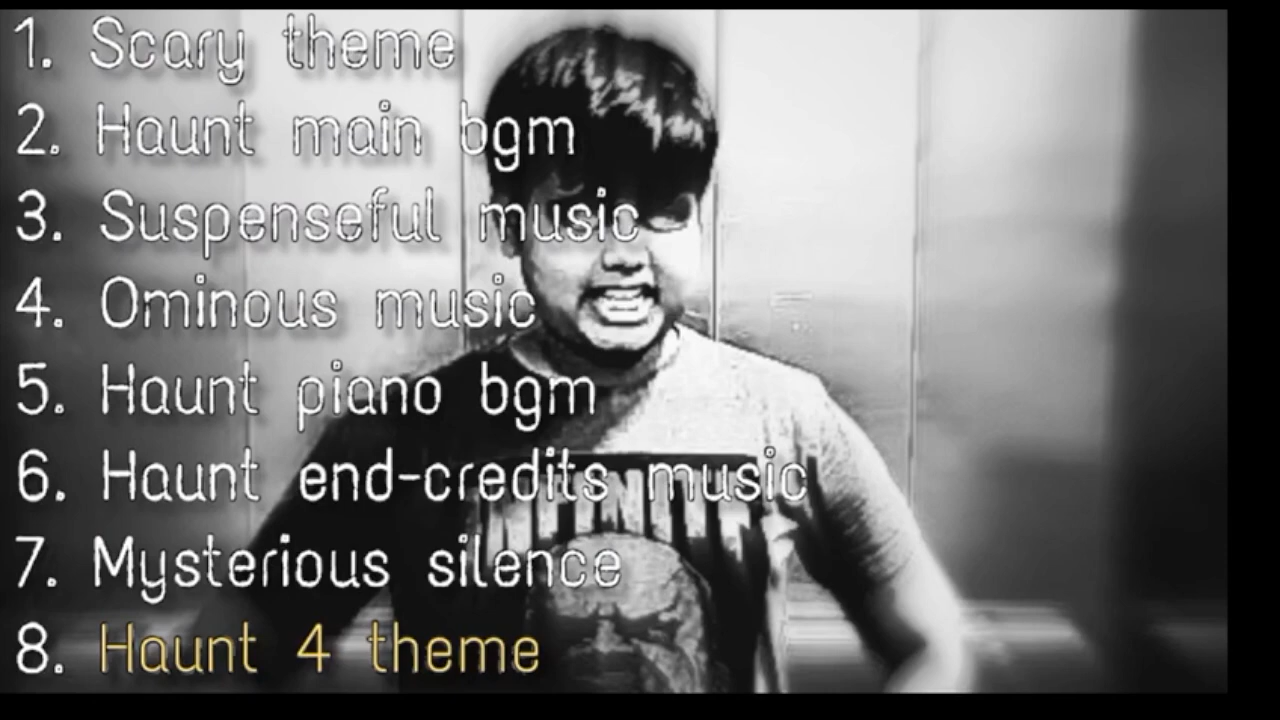 1. Scary theme
2. Haunt main bgm
3. Suspenseful music
4. Ominous music
5. Haunt piano bgm
6. Haunt end-credits music
7. Mysterious silence
8. Haunt 4 theme